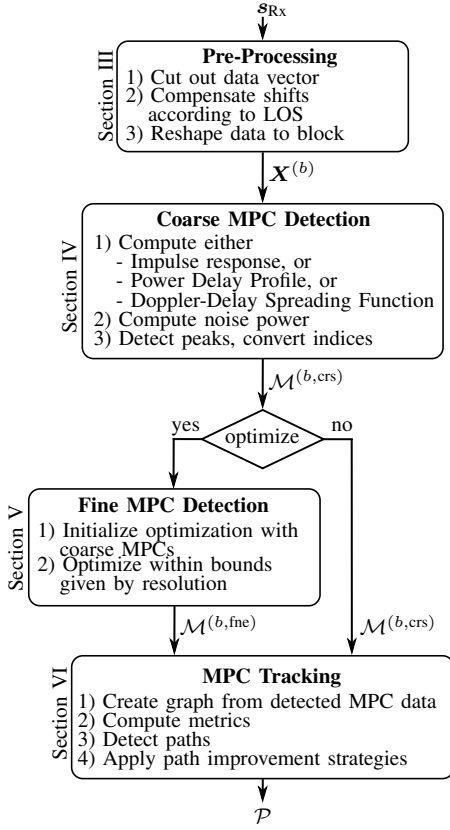 s_Rx
Section III
Pre-Processing
1) Cut out data vector
2) Compensate shifts
according to LOS
3) Reshape data to block
X^(b)
Section IV
Coarse MPC Detection
1) Compute either
- Impulse response, or
- Power Delay Profile, or
- Doppler-Delay Spreading Function
2) Compute noise power
3) Detect peaks, convert indices
M^(b,crs)
yes
optimize
no
Section V
Fine MPC Detection
1) Initialize optimization with
coarse MPCs
2) Optimize within bounds
given by resolution
M^(b,fne)
M^(b,crs)
Section VI
MPC Tracking
1) Create graph from detected MPC data
2) Compute metrics
3) Detect paths
4) Apply path improvement strategies
P